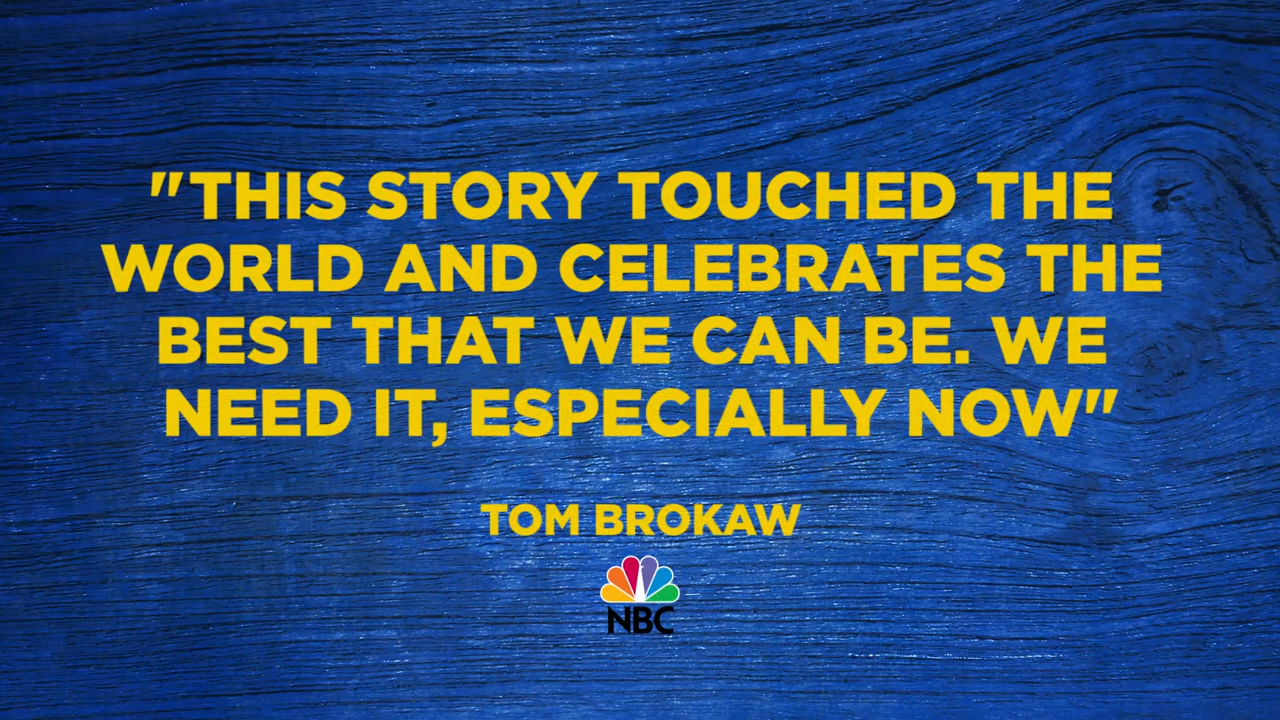 "THIS STORY TOUCHED THE
WORLD AND CELEBRATES THE
BEST THAT WE CAN BE. WE
NEED IT, ESPECIALLY NOW"
TOM BROKAW
NBC